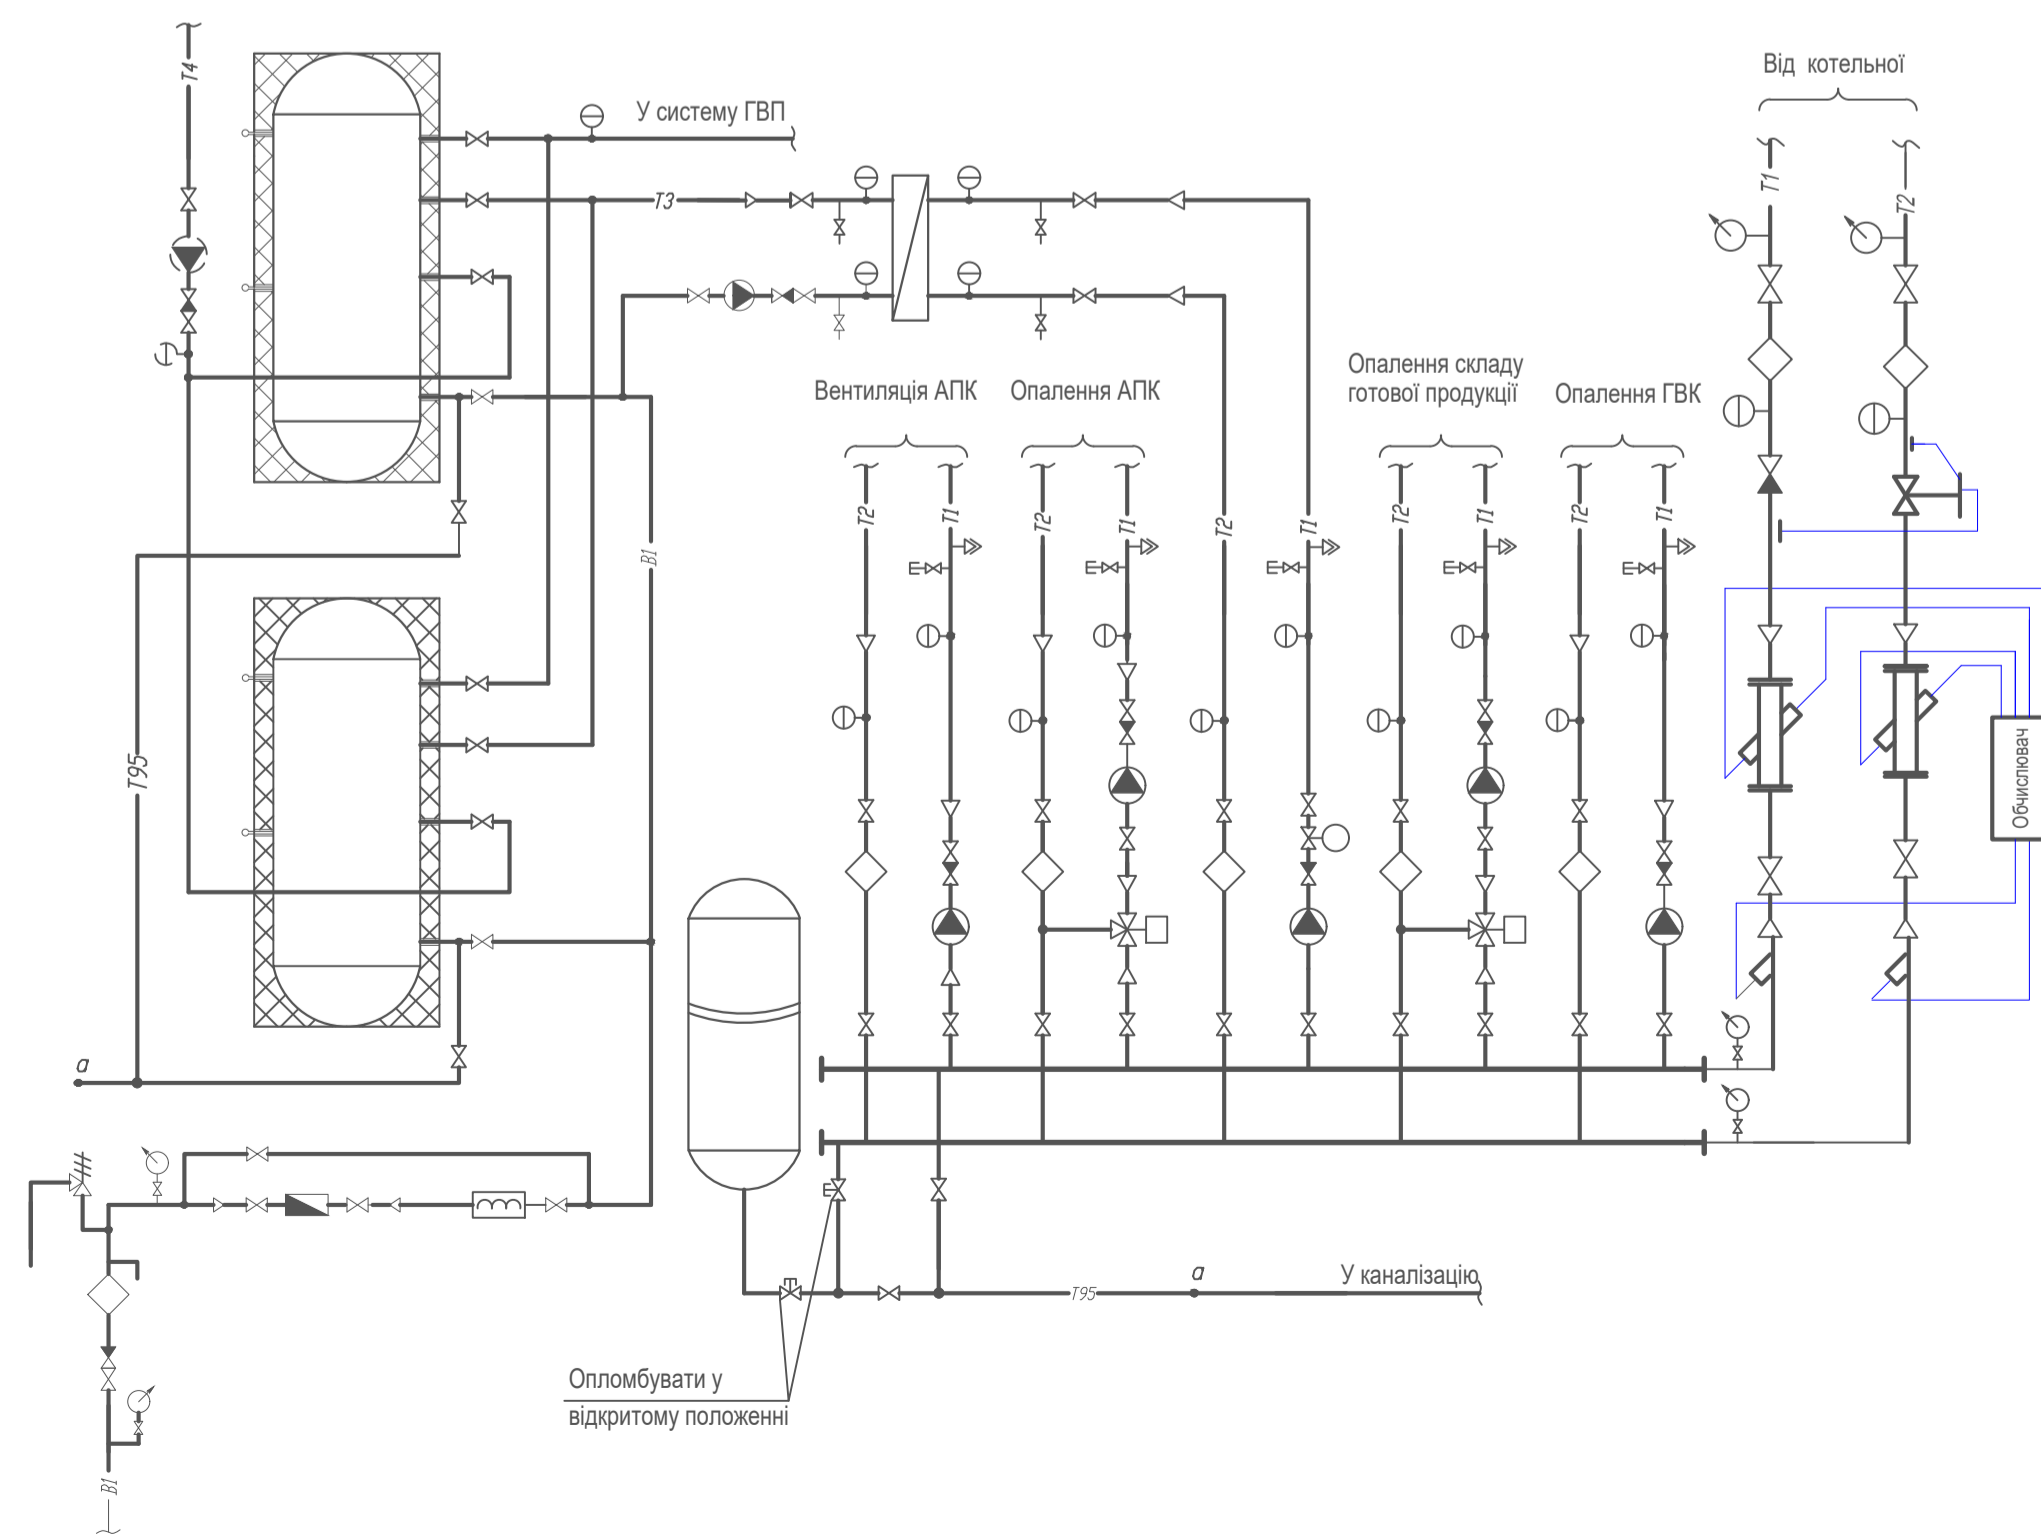 Від котельної
T4
У систему ГВП
T1
T2
T3
Опалення складу
готової продукції
Вентиляція АПК
Опалення АПК
Опалення ГВК
T2
T1
T2
T1
T2
T1
T2
T1
T2
T1
B1
T95
Обчислювач
a
a
У каналізацію
T95
Опломбувати у
відкритому положенні
B1